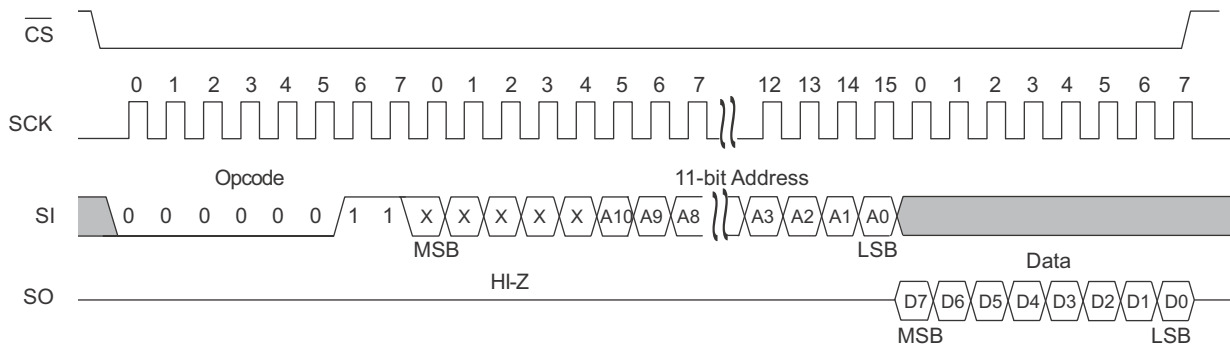 CS
0 1 2 3 4 5 6 7 0 1 2 3 4 5 6 7 12 13 14 15 0 1 2 3 4 5 6 7
SCK
Opcode 11-bit Address
SI 0 0 0 0 0 0 1 1 X X X X X A10 A9 A8 A3 A2 A1 A0
MSB LSB
HI-Z Data
SO D7 D6 D5 D4 D3 D2 D1 D0
MSB LSB